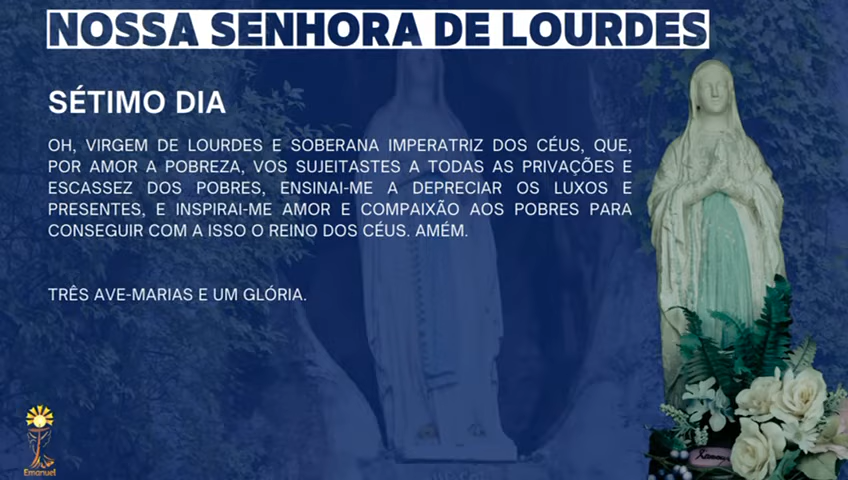 NOSSA SENHORA DE LOURDES
SÉTIMO DIA
OH, VIRGEM DE LOURDES E SOBERANA IMPERATRIZ DOS CÉUS, QUE,
POR AMOR A POBREZA, VOS SUJEITASTES A TODAS AS PRIVAÇÕES E
ESCASSEZ DOS POBRES, ENSINAI-ME A DEPRECIAR OS LUXOS E
PRESENTES, E INSPIRAI-ME AMOR E COMPAIXÃO AOS POBRES PARA
CONSEGUIR COM A ISSO O REINO DOS CÉUS. AMÉM.
TRÊS AVE-MARIAS E UM GLÓRIA.
Emanuel